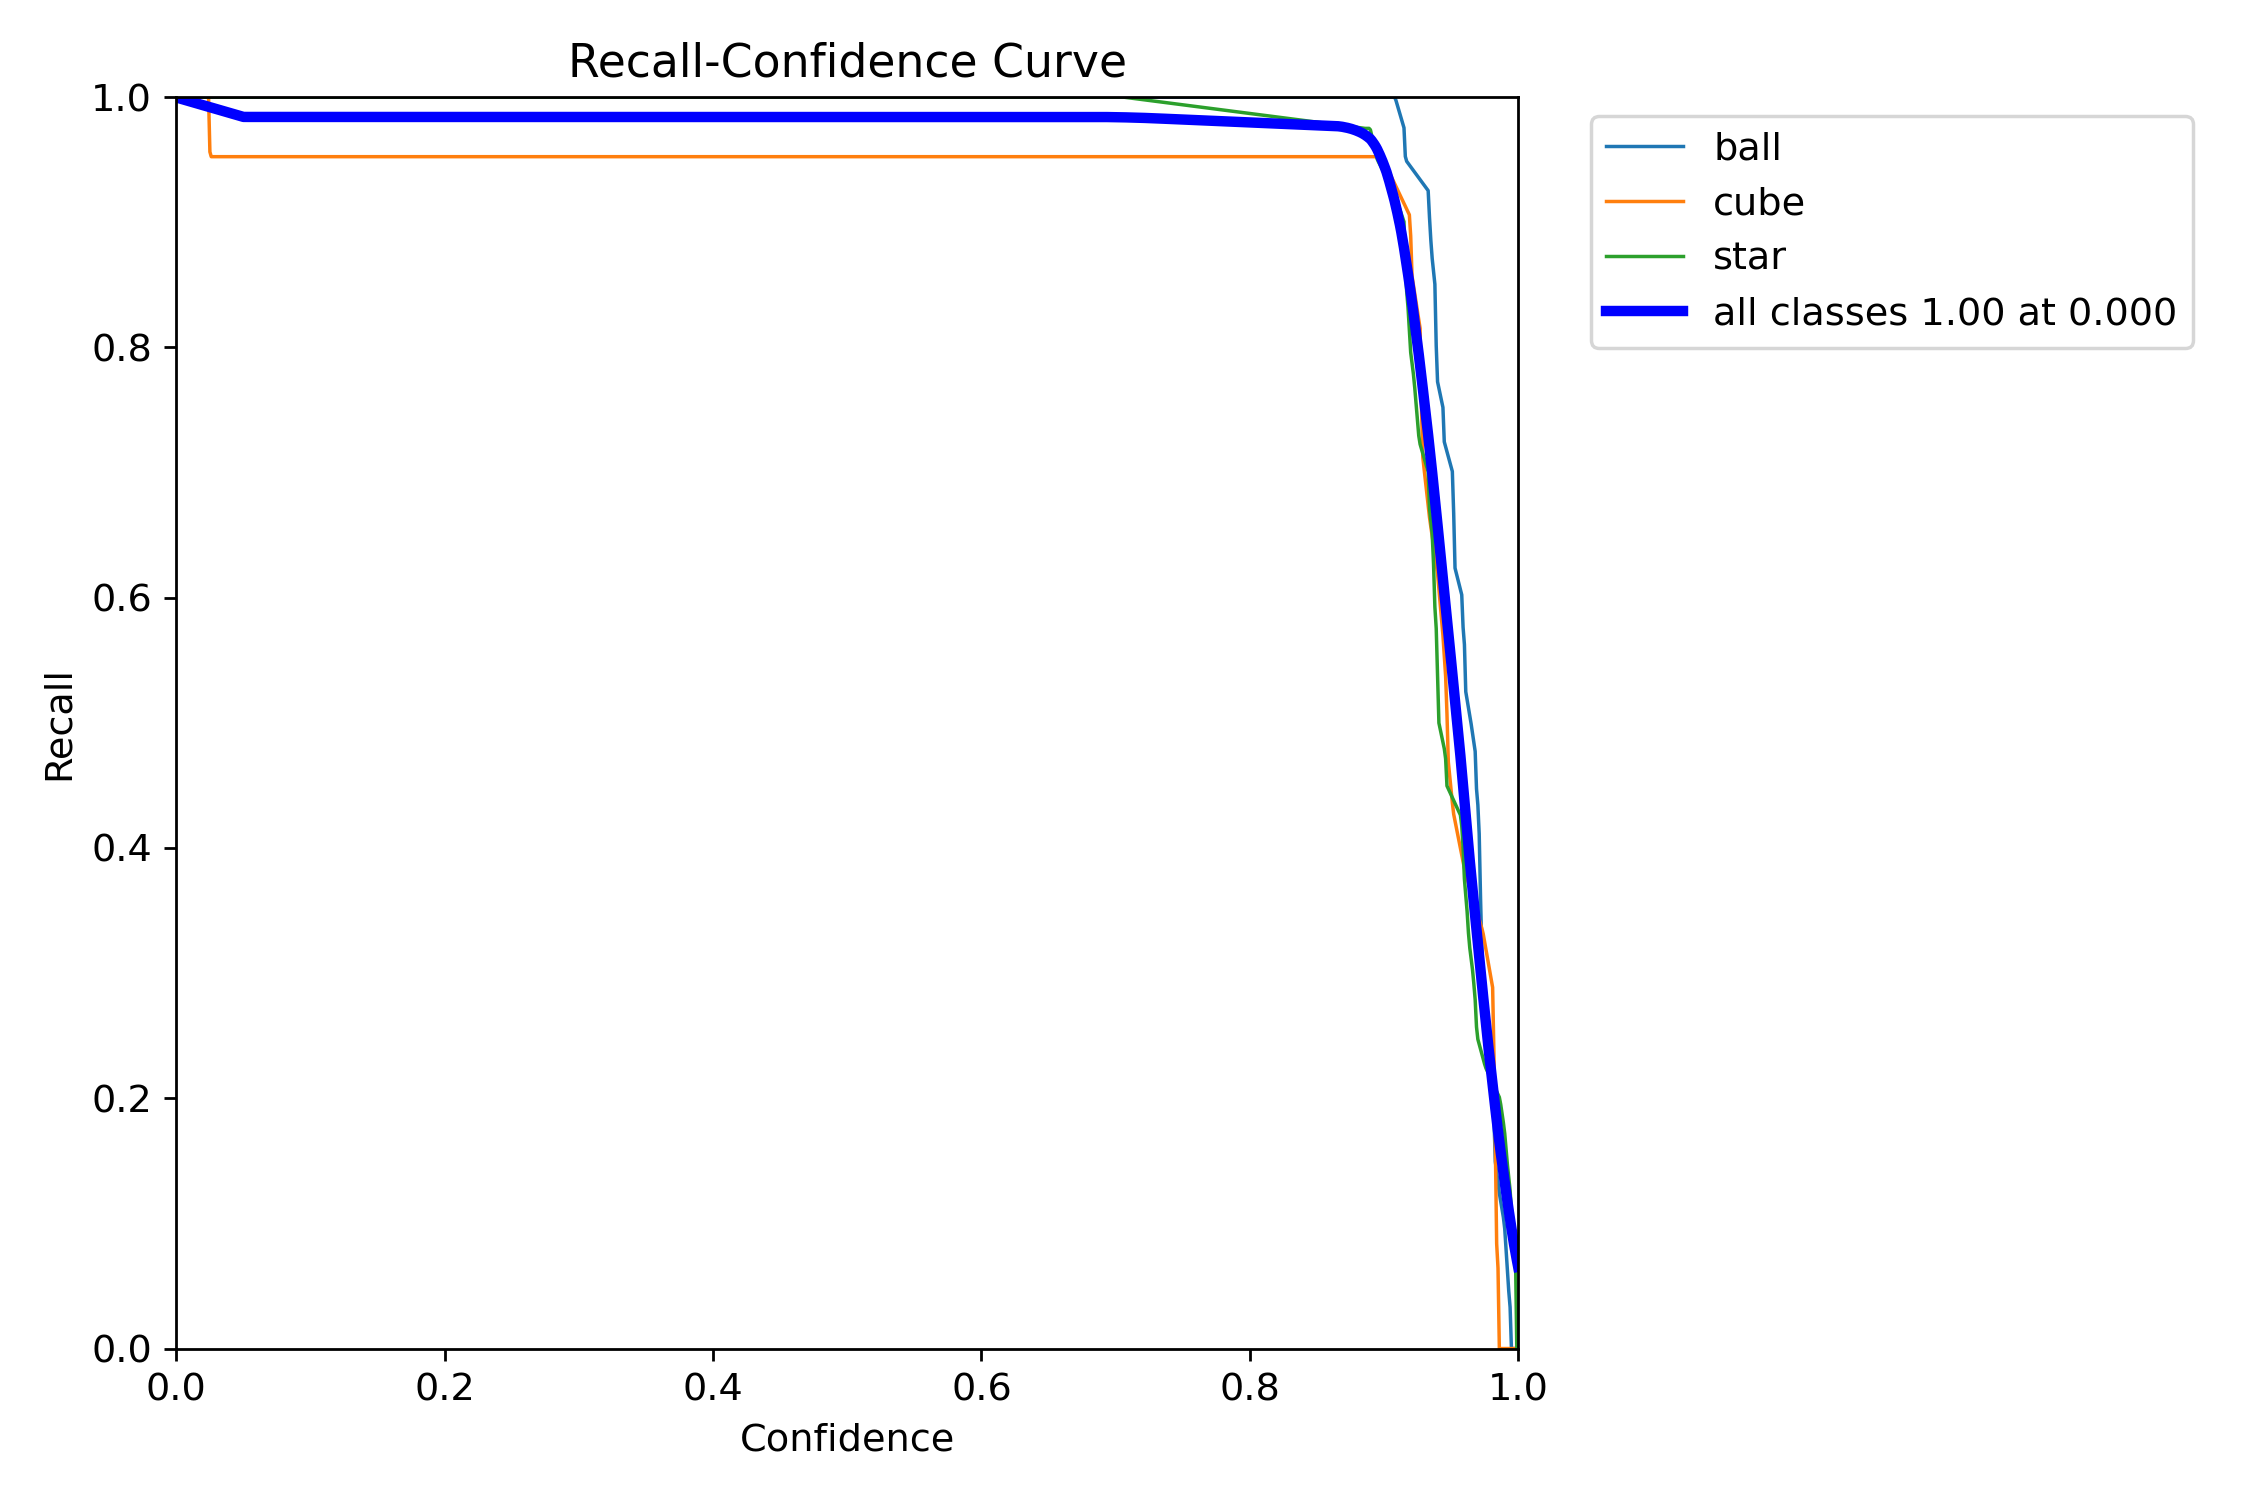 Recall-Confidence Curve
1.0
0.8
0.6
0.4
0.2
0.0
Recall
0.0 0.2 0.4 0.6 0.8 1.0
Confidence
ball
cube
star
all classes 1.00 at 0.000